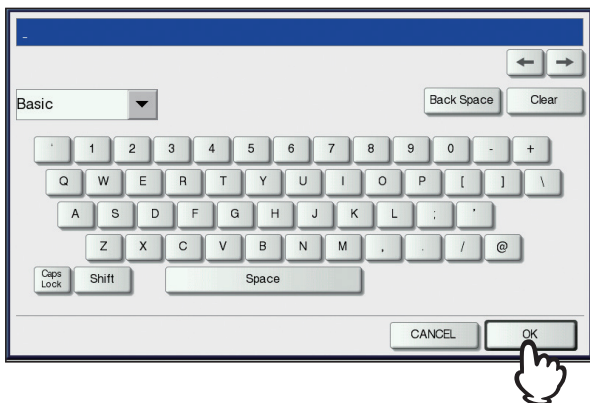 _
Basic
Back Space Clear
` 1 2 3 4 5 6 7 8 9 0 - +
Q W E R T Y U I O P [ ] \
A S D F G H J K L ; '
Z X C V B N M , . / @
Caps Lock Shift Space
CANCEL OK